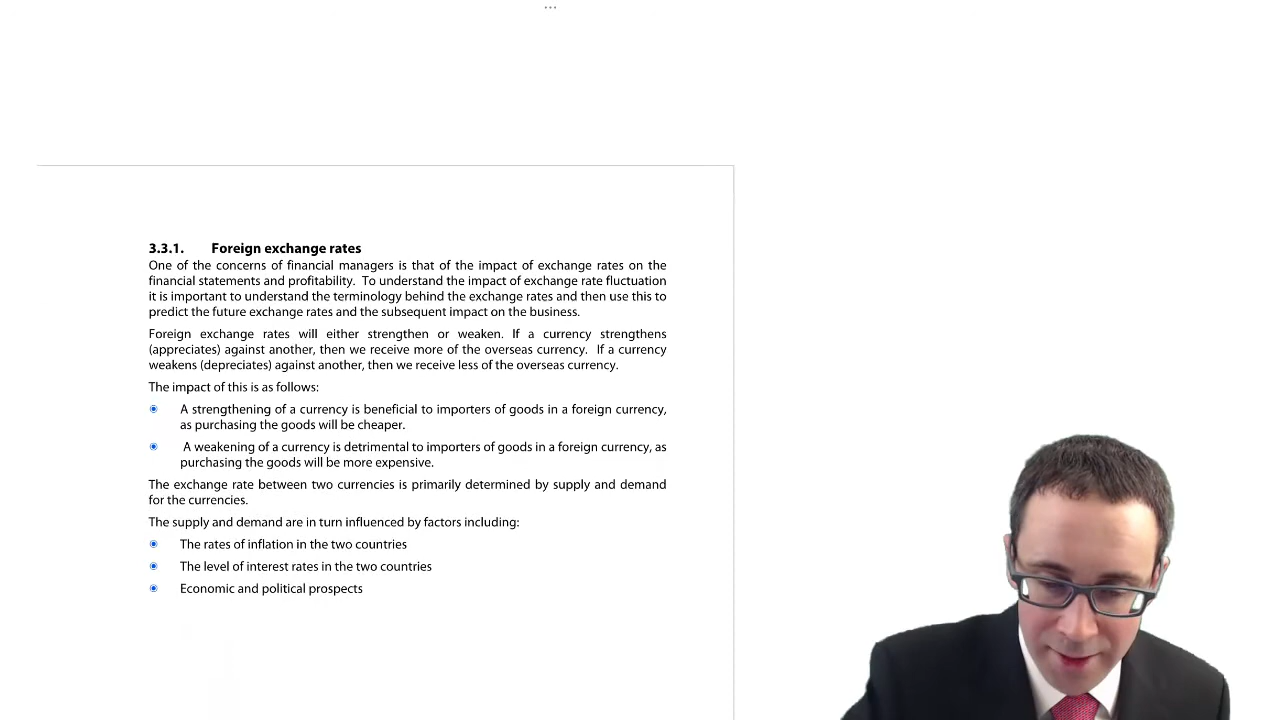 3.3.1. Foreign exchange rates
One of the concerns of financial managers is that of the impact of exchange rates on the
financial statements and profitability. To understand the impact of exchange rate fluctuation
it is important to understand the terminology behind the exchange rates and then use this to
predict the future exchange rates and the subsequent impact on the business.
Foreign exchange rates will either strengthen or weaken. If a currency strengthens
(appreciates) against another, then we receive more of the overseas currency. If a currency
weakens (depreciates) against another, then we receive less of the overseas currency.
The impact of this is as follows:
A strengthening of a currency is beneficial to importers of goods in a foreign currency,
as purchasing the goods will be cheaper.
A weakening of a currency is detrimental to importers of goods in a foreign currency, as
purchasing the goods will be more expensive.
The exchange rate between two currencies is primarily determined by supply and demand
for the currencies.
The supply and demand are in turn influenced by factors including:
The rates of inflation in the two countries
The level of interest rates in the two countries
Economic and political prospects